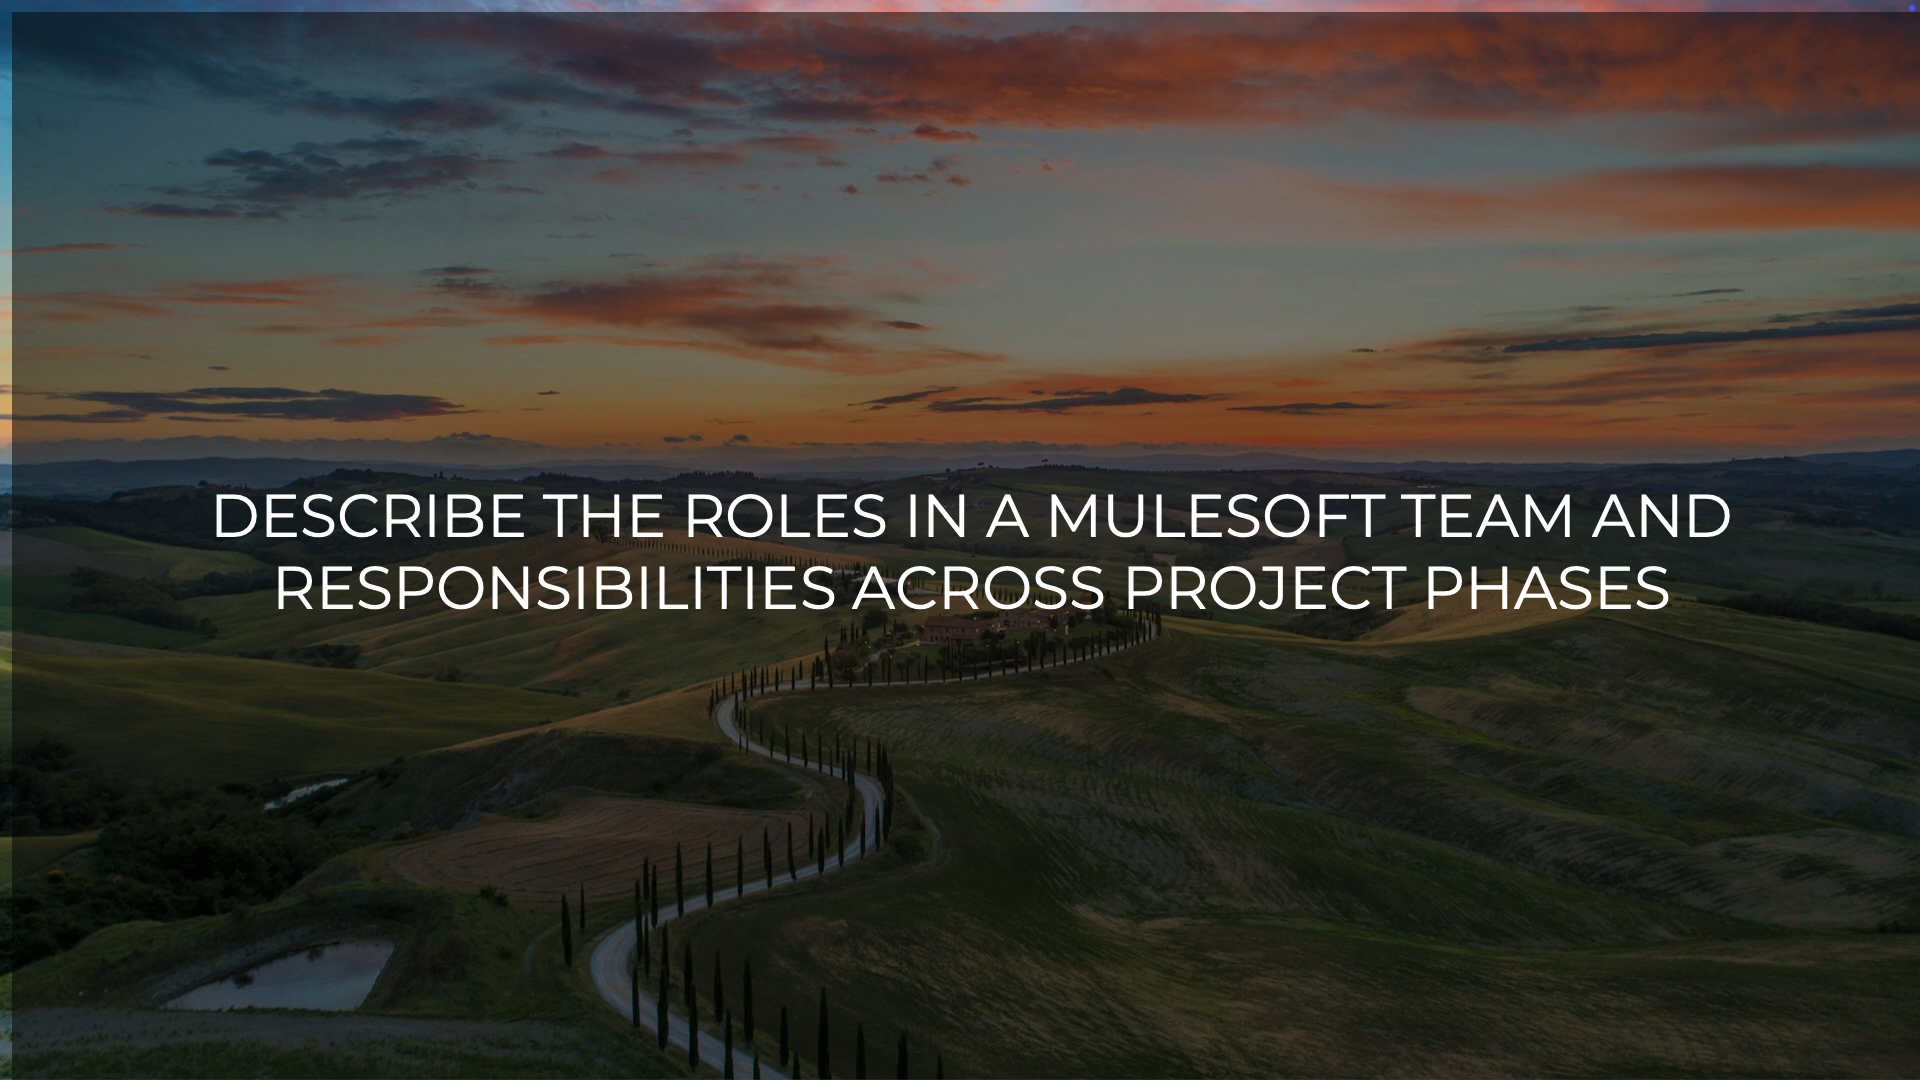 DESCRIBE THE ROLES IN A MULESOFT TEAM AND
RESPONSIBILITIES ACROSS PROJECT PHASES